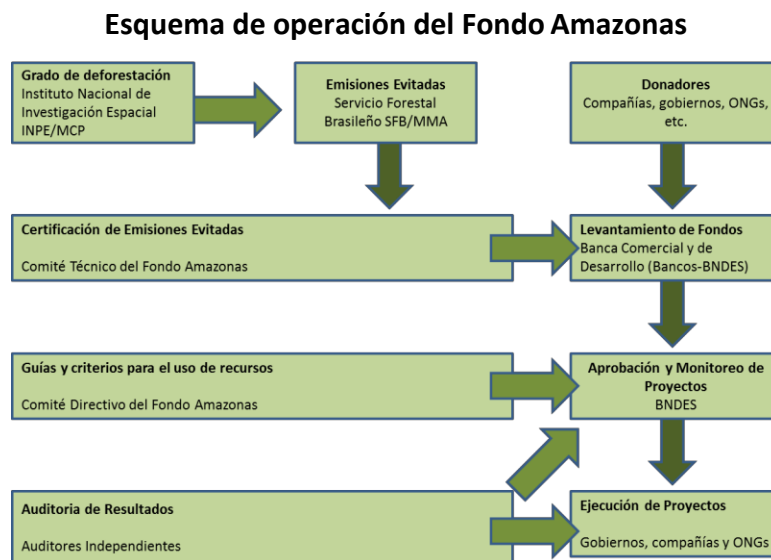 Esquema de operación del Fondo Amazonas
Grado de deforestación
Instituto Nacional de
Investigación Espacial
INPE/MCP
Emisiones Evitadas
Servicio Forestal
Brasileño SFB/MMA
Donadores
Compañías, gobiernos, ONGs,
etc.
Certificación de Emisiones Evitadas
Comité Técnico del Fondo Amazonas
Levantamiento de Fondos
Banca Comercial y de
Desarrollo (Bancos-BNDES)
Guías y criterios para el uso de recursos
Comité Directivo del Fondo Amazonas
Aprobación y Monitoreo de
Proyectos
BNDES
Auditoria de Resultados
Auditores Independientes
Ejecución de Proyectos
Gobiernos, compañías y ONGs